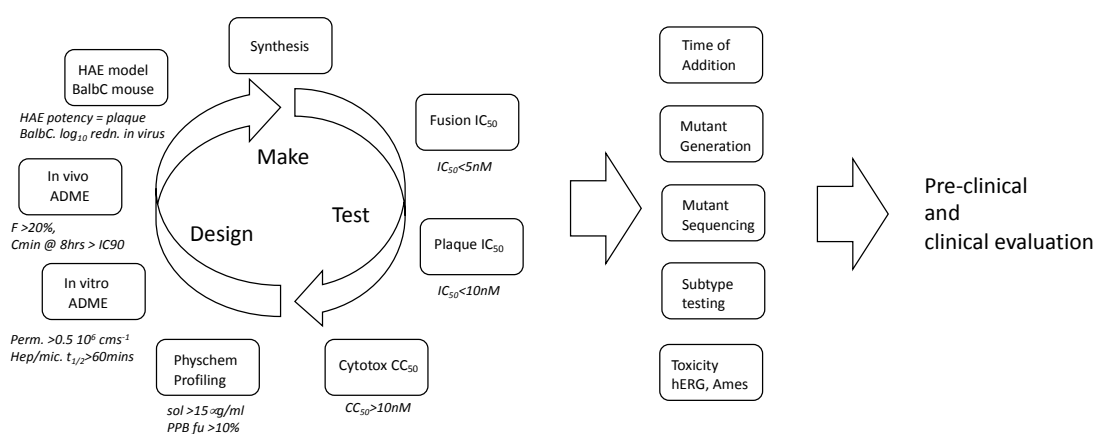 Synthesis
HAE model
BalbC mouse
HAE potency = plaque
BalbC. log₁₀ redn. in virus
Fusion IC₅₀
IC₅₀<5nM
Make
In vivo
ADME
F >20%,
Cmin @ 8hrs > IC90
Test
Design
Plaque IC₅₀
IC₅₀<10nM
In vitro
ADME
Perm. >0.5 10⁶ cms⁻¹
Hep/mic. t₁/₂>60mins
Physchem
Profiling
sol >15∝g/ml
PPB fu >10%
Cytotox CC₅₀
CC₅₀>10nM
Time of
Addition
Mutant
Generation
Mutant
Sequencing
Subtype
testing
Toxicity
hERG, Ames
Pre-clinical
and
clinical evaluation